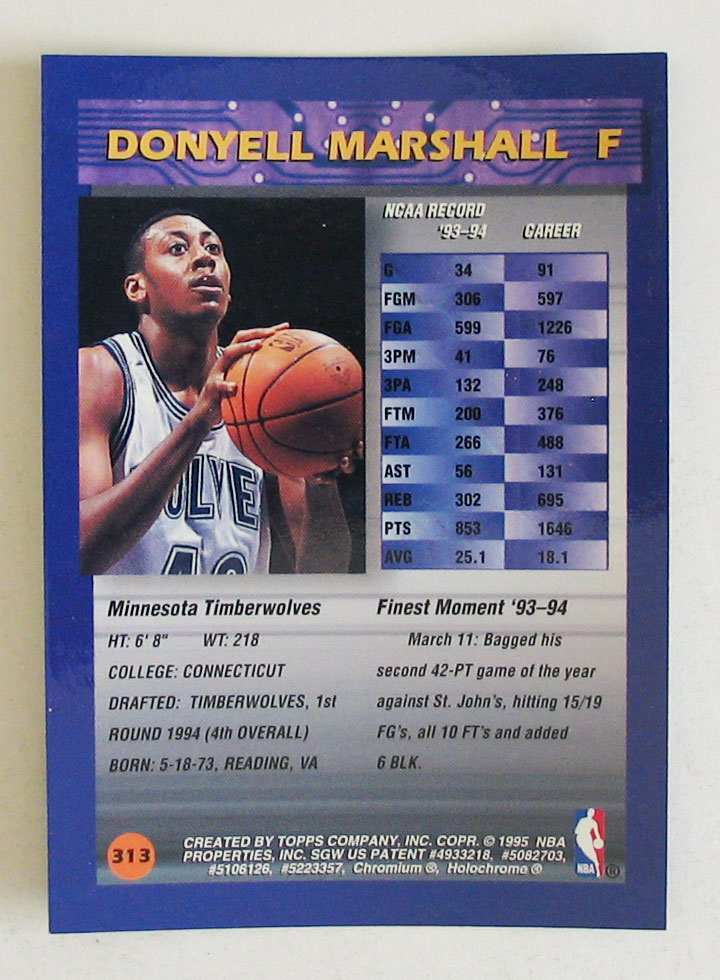 DONYELL MARSHALL F
NCAA RECORD
'93–94 CAREER
G 34 91
FGM 306 597
FGA 599 1226
3PM 41 76
3PA 132 248
FTM 200 376
FTA 266 488
AST 56 131
REB 302 695
PTS 853 1646
AVG 25.1 18.1
Minnesota Timberwolves
HT: 6' 8" WT: 218
COLLEGE: CONNECTICUT
DRAFTED: TIMBERWOLVES, 1st
ROUND 1994 (4th OVERALL)
BORN: 5-18-73, READING, VA
Finest Moment '93–94
March 11: Bagged his
second 42-PT game of the year
against St. John's, hitting 15/19
FG's, all 10 FT's and added
6 BLK.
313
CREATED BY TOPPS COMPANY, INC. COPR. © 1995 NBA
PROPERTIES, INC. SGW US PATENT #4933218, #5082703,
#5106126, #5223357, Chromium ®, Holochrome ®
NBA ®